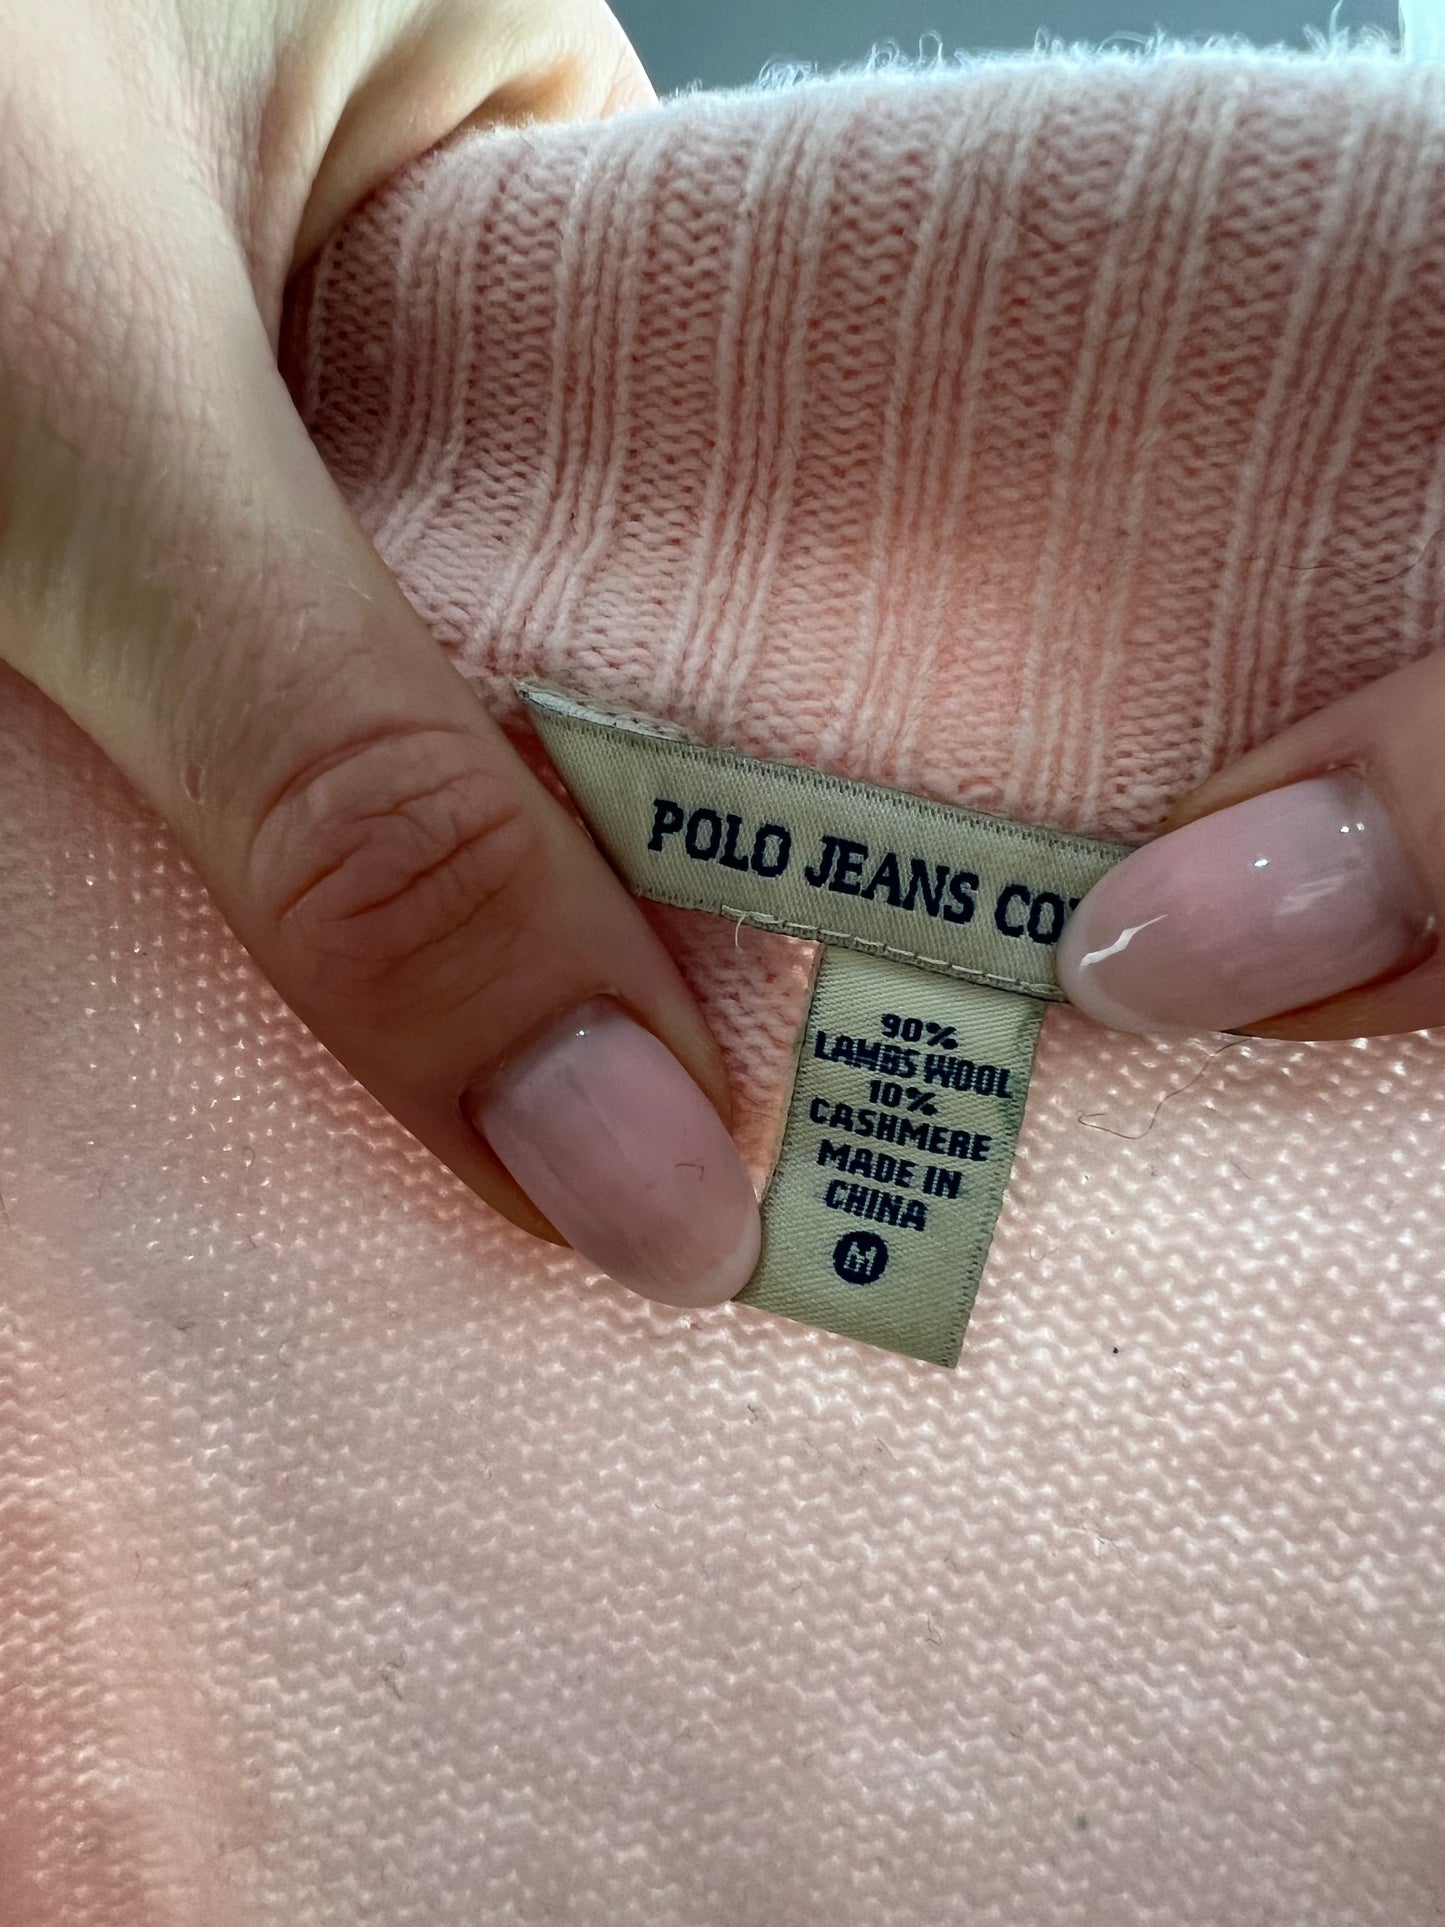 POLO JEANS CO
90%
LAMBS WOOL
10%
CASHMERE
MADE IN
CHINA
M